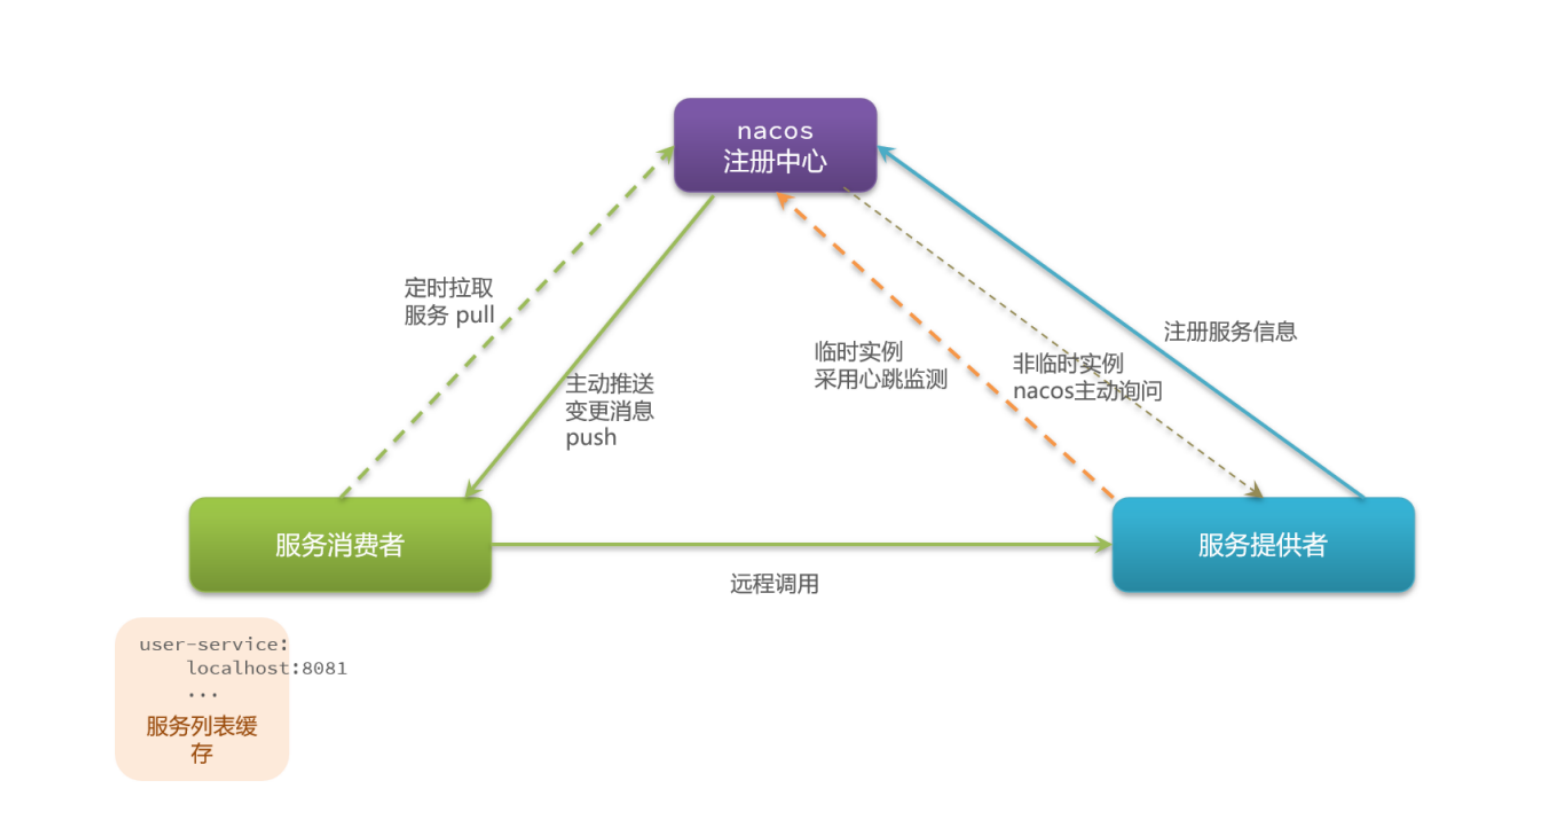 nacos
注册中心
定时拉取
服务 pull
主动推送
变更消息
push
临时实例
采用心跳监测
非临时实例
nacos主动询问
注册服务信息
服务消费者
服务提供者
远程调用
user-service:
localhost:8081
...
服务列表缓
存